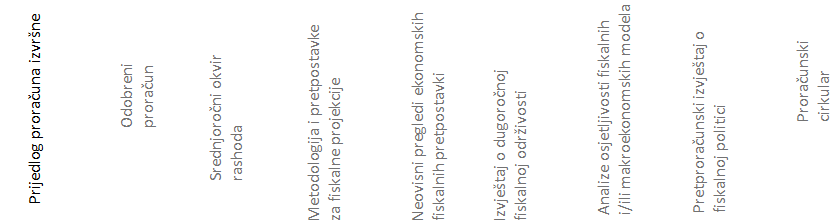 Prijedlog proračuna izvršne
Odobreni
proračun
Srednjoročni okvir
rashoda
Metodologija i pretpostavke
za fiskalne projekcije
Neovisni pregledi ekonomskih
fiskalnih pretpostavki
Izvještaj o dugoročnoj
fiskalnoj održivosti
Analize osjetljivosti fiskalnih
i/ili makroekonomskih modela
Pretproračunski izvještaj o
fiskalnoj politici
Proračunski
cirkular